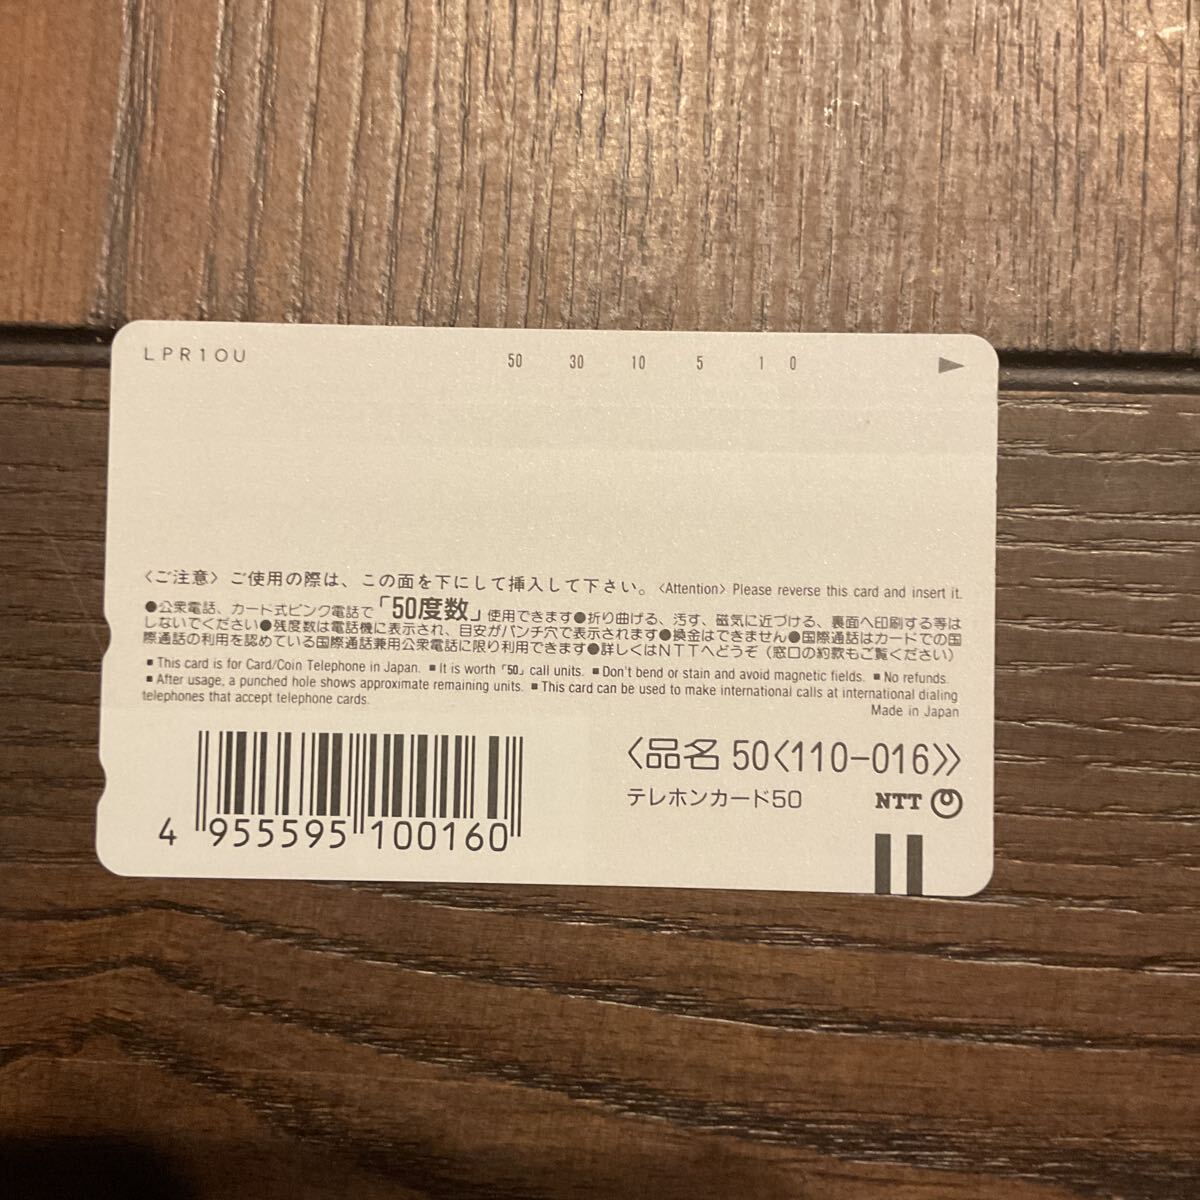 LPR10U 50 30 10 5 1 0
〈ご注意〉ご使用の際は、この面を下にして挿入して下さい。〈Attention〉Please reverse this card and insert it.
●公衆電話、カード式ピンク電話で「50度数」使用できます●折り曲げる、汚す、磁気に近づける、裏面へ印刷する等は
しないでください●残度数は電話機に表示され、目安がパンチ穴で表示されます●換金はできません●国際通話はカードでの国
際通話の利用を認めている国際通話兼用公衆電話に限り利用できます●詳しくはNTTへどうぞ（窓口の約款もご覧ください）
■This card is for Card/Coin Telephone in Japan. ■It is worth「50」call units. ■Don't bend or stain and avoid magnetic fields. ■No refunds.
■After usage, a punched hole shows approximate remaining units. ■This card can be used to make international calls at international dialing
telephones that accept telephone cards.
Made in Japan
〈品名 50〈110-016〉〉
テレホンカード50 NTT
4 955595 100160